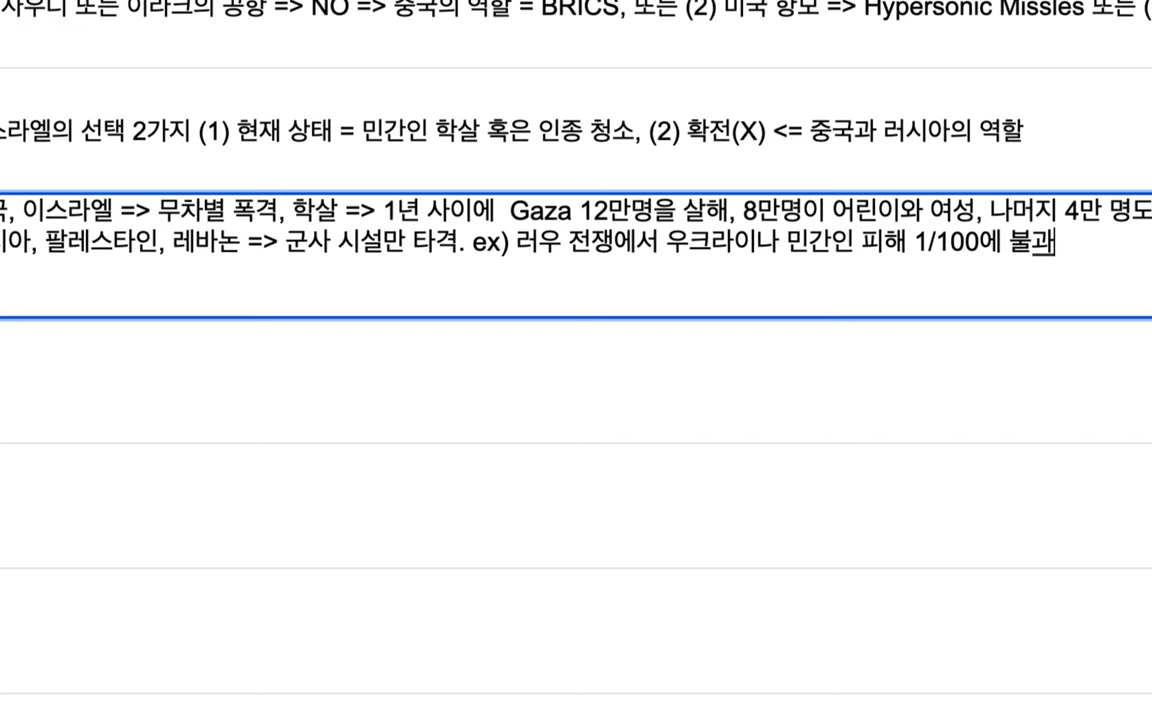 사우디 또는 이라크의 공항 => NO => 중국의 역할 = BRICS, 또는 (2) 미국 항모 => Hypersonic Missles 또는 (
스라엘의 선택 2가지 (1) 현재 상태 = 민간인 학살 혹은 인종 청소, (2) 확전(X) <= 중국과 러시아의 역할
, 이스라엘 => 무차별 폭격, 학살 => 1년 사이에 Gaza 12만명을 살해, 8만명이 어린이와 여성, 나머지 4만 명도
시아, 팔레스타인, 레바논 => 군사 시설만 타격. ex) 러우 전쟁에서 우크라이나 민간인 피해 1/100에 불과